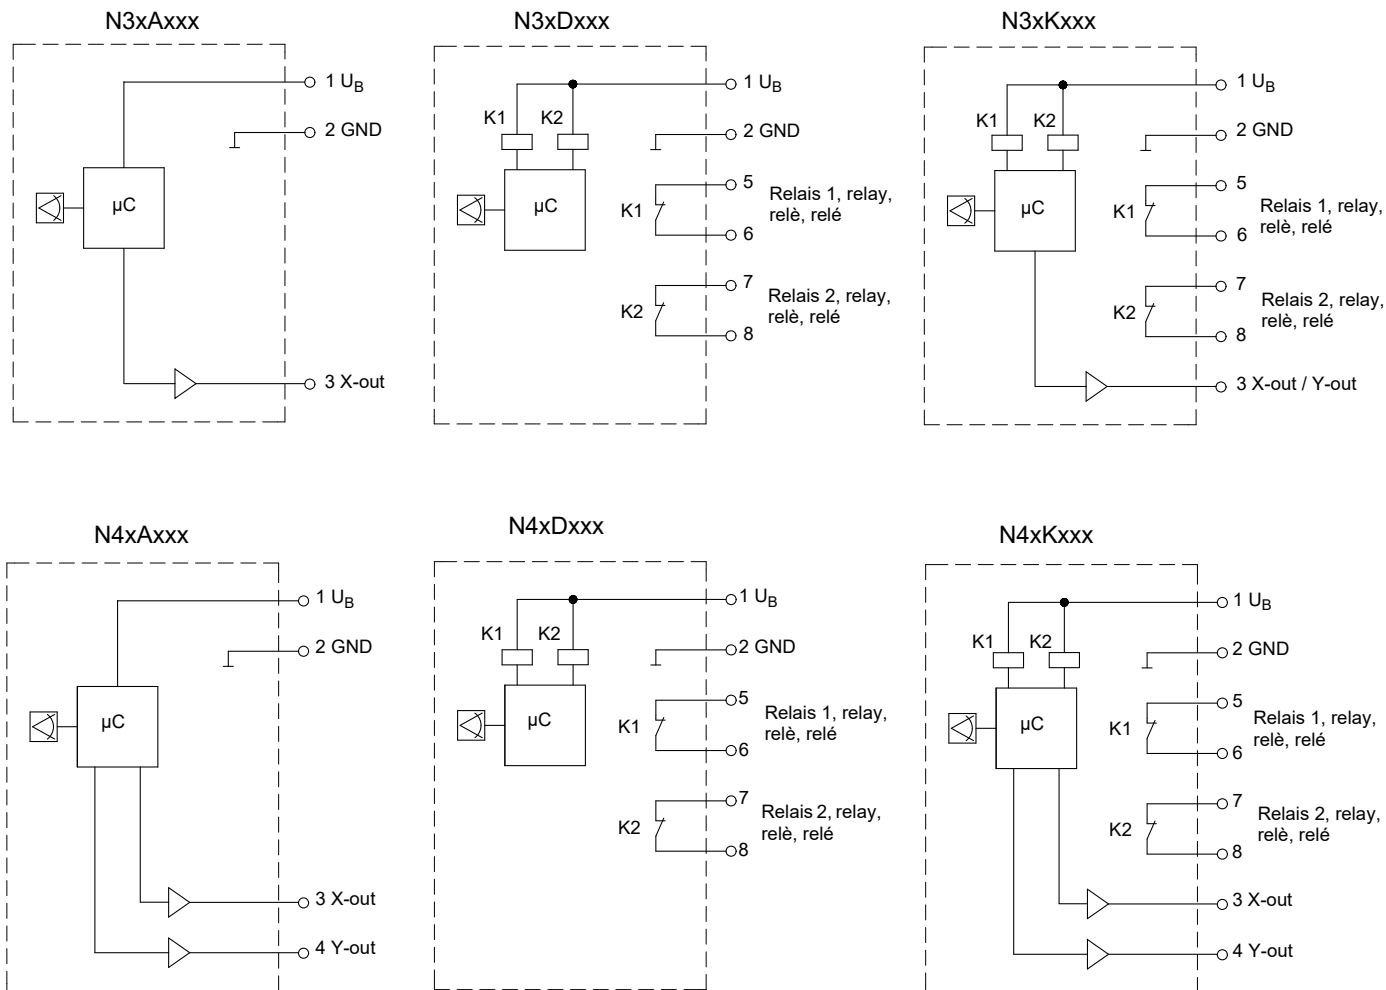 N3xAxxx
1 UB
2 GND
µC
3 X-out
N3xDxxx
1 UB
K1
K2
2 GND
µC
5
K1
6
Relais 1, relay,
relè, relé
7
K2
8
Relais 2, relay,
relè, relé
N3xKxxx
1 UB
K1
K2
2 GND
µC
5
K1
6
Relais 1, relay,
relè, relé
7
K2
8
Relais 2, relay,
relè, relé
3 X-out / Y-out
N4xAxxx
1 UB
2 GND
µC
3 X-out
4 Y-out
N4xDxxx
1 UB
K1
K2
2 GND
µC
5
K1
6
Relais 1, relay,
relè, relé
7
K2
8
Relais 2, relay,
relè, relé
N4xKxxx
1 UB
K1
K2
2 GND
µC
5
K1
6
Relais 1, relay,
relè, relé
7
K2
8
Relais 2, relay,
relè, relé
3 X-out
4 Y-out